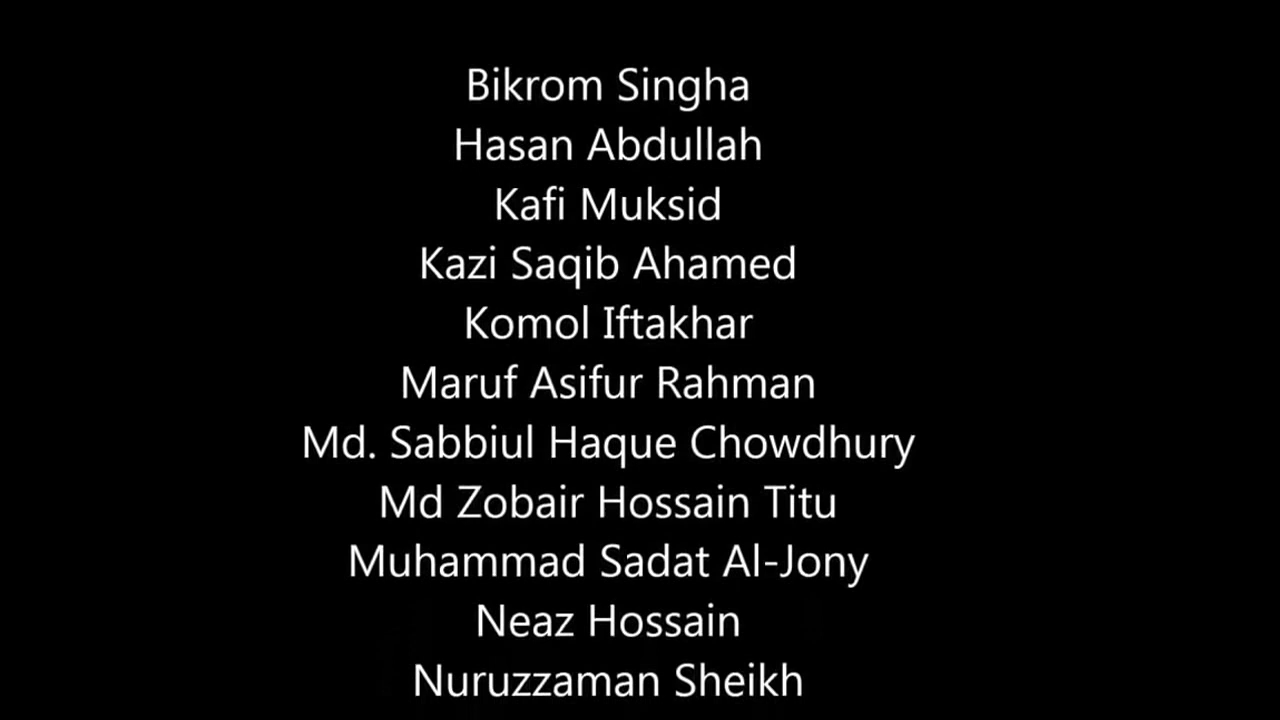 Bikrom Singha
Hasan Abdullah
Kafi Muksid
Kazi Saqib Ahamed
Komol Iftakhar
Maruf Asifur Rahman
Md. Sabbiul Haque Chowdhury
Md Zobair Hossain Titu
Muhammad Sadat Al-Jony
Neaz Hossain
Nuruzzaman Sheikh